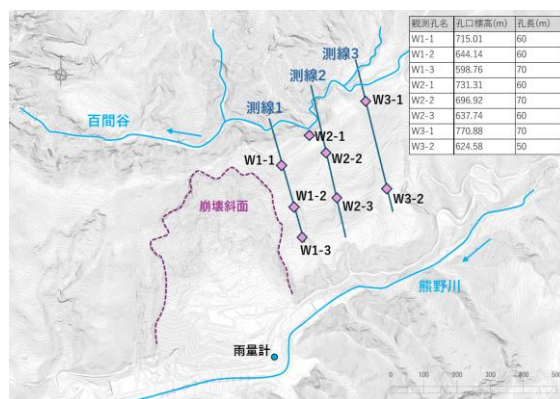 観測孔名 孔口標高(m) 孔長(m)
W1-1 715.01 60
W1-2 644.14 60
W1-3 598.76 70
W2-1 731.31 60
W2-2 696.92 70
W2-3 637.74 60
W3-1 770.88 70
W3-2 624.58 50
測線3
測線2
測線1
百間谷
W3-1
W2-1
W2-2
W1-1
W3-2
W1-2
W2-3
崩壊斜面
W1-3
熊野川
雨量計
0 100 200 300 400 500